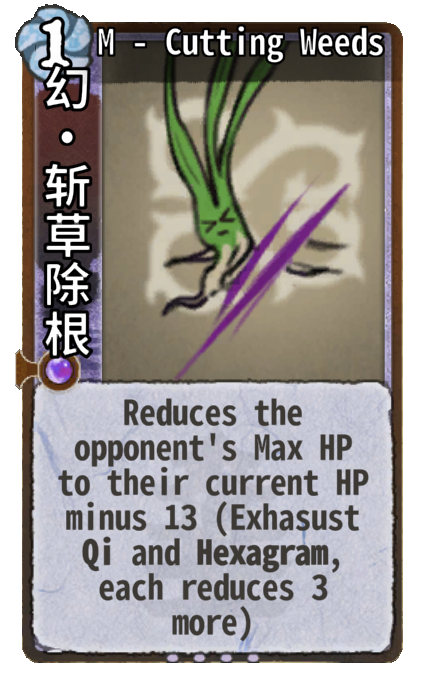 1
M - Cutting Weeds
幻・斩草除根
Reduces the
opponent's Max HP
to their current HP
minus 13 (Exhasust
Qi and Hexagram,
each reduces 3
more)